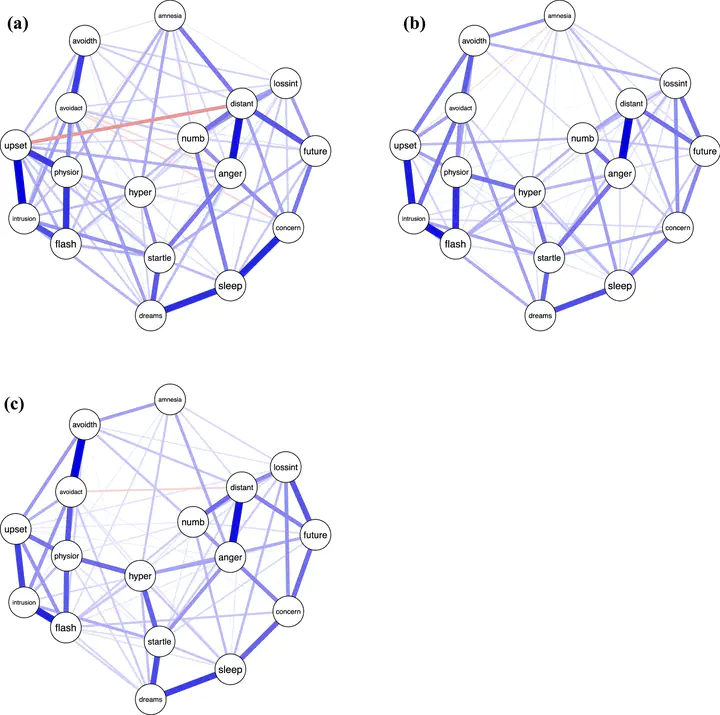 (a)
amnesia
avoidth
lossint
avoidact
distant
upset
numb
future
physior
anger
hyper
intrusion
concern
flash
startle
sleep
dreams
(b)
amnesia
avoidth
lossint
avoidact
distant
upset
numb
future
physior
anger
hyper
intrusion
concern
flash
startle
sleep
dreams
(c)
amnesia
avoidth
lossint
avoidact
distant
upset
numb
future
physior
anger
hyper
intrusion
concern
flash
startle
sleep
dreams